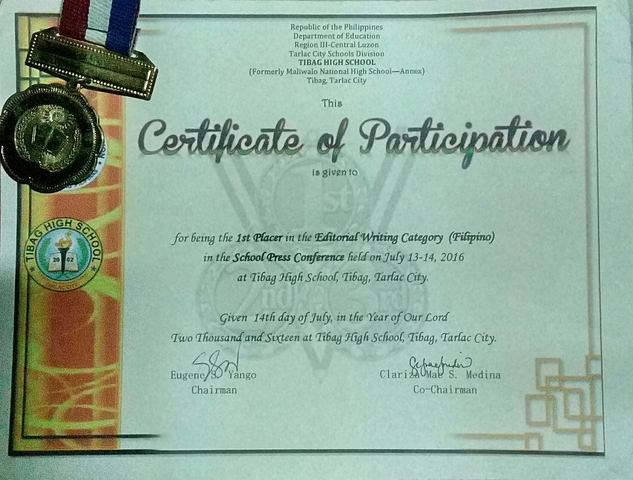 Republic of the Philippines
Department of Education
Region III-Central Luzon
Tarlac City Schools Division
TIBAG HIGH SCHOOL
(Formerly Maliwalo National High School—Annex)
Tibag, Tarlac City
This
Certificate of Participation
is given to
for being the 1st Placer in the Editorial Writing Category (Filipino)
in the School Press Conference held on July 13-14, 2016
at Tibag High School, Tibag, Tarlac City.
Given 14th day of July, in the Year of Our Lord
Two Thousand and Sixteen at Tibag High School, Tibag, Tarlac City.
Eugene S. Yango
Chairman
Clariza Mae S. Medina
Co-Chairman
TIBAG HIGH SCHOOL
2002
1st
2nd